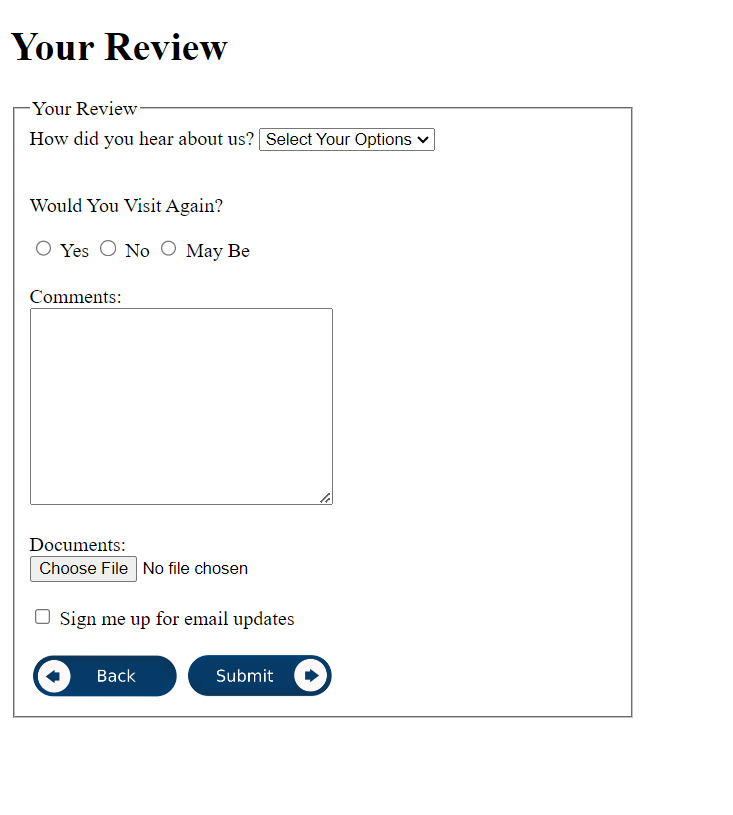 Your Review
Your Review
How did you hear about us? Select Your Options
Would You Visit Again?
Yes No May Be
Comments:
Documents:
Choose File No file chosen
Sign me up for email updates
Back Submit